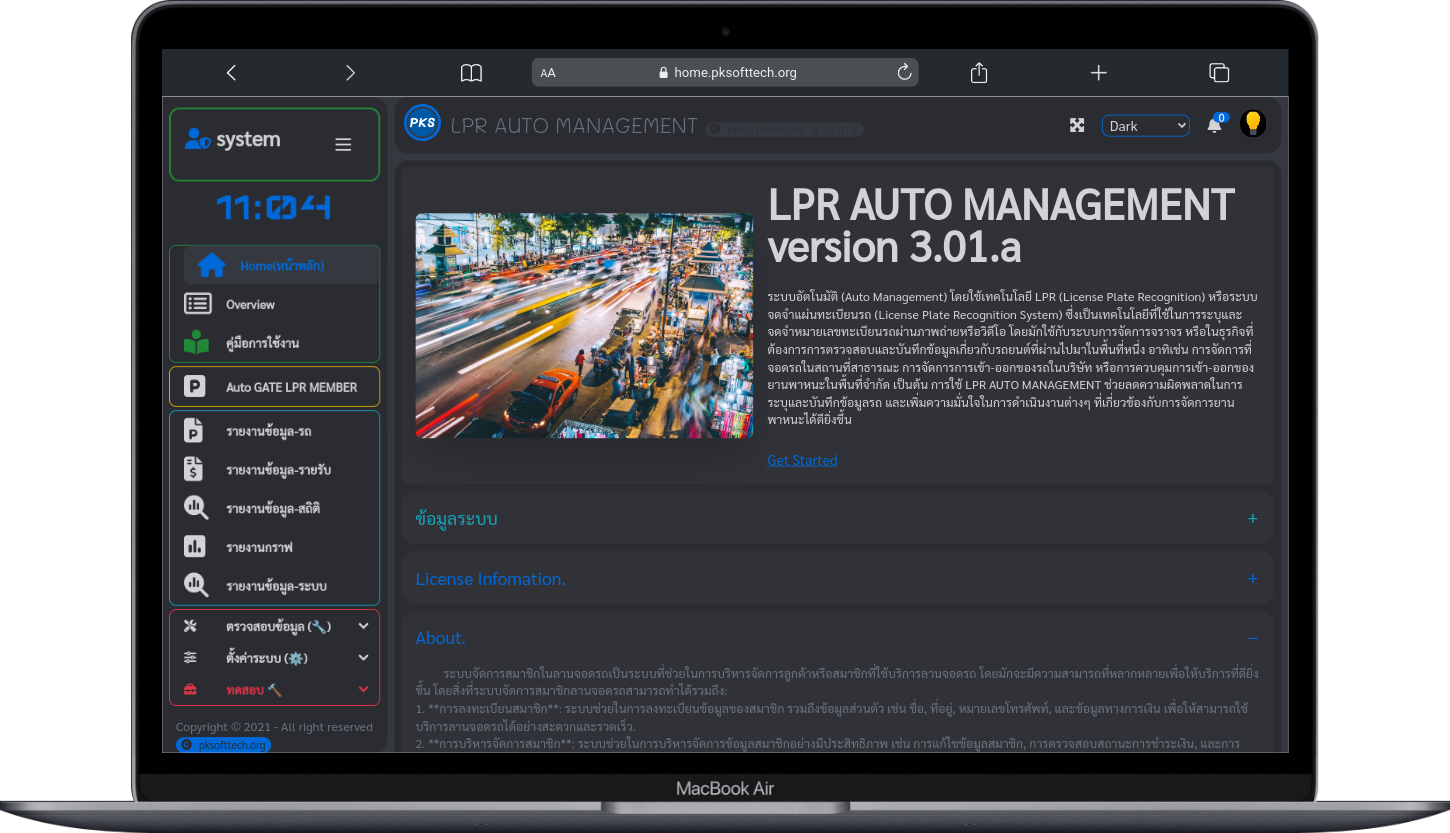 AA
home.pksofttech.org
system
11:04
Home(หน้าหลัก)
Overview
คู่มือการใช้งาน
P
Auto GATE LPR MEMBER
P
รายงานข้อมูล-รถ
$
รายงานข้อมูล-รายรับ
รายงานข้อมูล-สถิติ
รายงานกราฟ
รายงานข้อมูล-ระบบ
ตรวจสอบข้อมูล (🔧)
ตั้งค่าระบบ (⚙️)
ทดสอบ 🔨
Copyright © 2021 - All right reserved
© pksofttech.org
PKS
LPR AUTO MANAGEMENT
© pksofttech.org @ v3.01.a
Dark
0
LPR AUTO MANAGEMENT
version 3.01.a
ระบบอัตโนมัติ (Auto Management) โดยใช้เทคโนโลยี LPR (License Plate Recognition) หรือระบบ
จดจำแผ่นทะเบียนรถ (License Plate Recognition System) ซึ่งเป็นเทคโนโลยีที่ใช้ในการระบุและ
จดจำหมายเลขทะเบียนรถผ่านภาพถ่ายหรือวิดีโอ โดยมักใช้กับระบบการจัดการจราจร หรือในธุรกิจที่
ต้องการการตรวจสอบและบันทึกข้อมูลเกี่ยวกับรถยนต์ที่ผ่านไปมาในพื้นที่หนึ่ง อาทิเช่น การจัดการที่
จอดรถในสถานที่สาธารณะ การจัดการการเข้า-ออกของรถในบริษัท หรือการควบคุมการเข้า-ออกของ
ยานพาหนะในพื้นที่จำกัด เป็นต้น การใช้ LPR AUTO MANAGEMENT ช่วยลดความผิดพลาดในการ
ระบุและบันทึกข้อมูลรถ และเพิ่มความมั่นใจในการดำเนินงานต่างๆ ที่เกี่ยวข้องกับการจัดการยาน
พาหนะได้ดียิ่งขึ้น
Get Started
ข้อมูลระบบ
+
License Infomation.
+
About.
−
ระบบจัดการสมาชิกในลานจอดรถเป็นระบบที่ช่วยในการบริหารจัดการลูกค้าหรือสมาชิกที่ใช้บริการลานจอดรถ โดยมักจะมีความสามารถที่หลากหลายเพื่อให้บริการที่ดียิ่ง
ขึ้น โดยสิ่งที่ระบบจัดการสมาชิกลานจอดรถสามารถทำได้รวมถึง:
1. **การลงทะเบียนสมาชิก**: ระบบช่วยในการลงทะเบียนข้อมูลของสมาชิก รวมถึงข้อมูลส่วนตัว เช่น ชื่อ, ที่อยู่, หมายเลขโทรศัพท์, และข้อมูลทางการเงิน เพื่อให้สามารถใช้
บริการลานจอดรถได้อย่างสะดวกและรวดเร็ว.
2. **การบริหารจัดการสมาชิก**: ระบบช่วยในการบริหารจัดการข้อมูลสมาชิกอย่างมีประสิทธิภาพ เช่น การแก้ไขข้อมูลสมาชิก, การตรวจสอบสถานะการชำระเงิน, และการ
MacBook Air